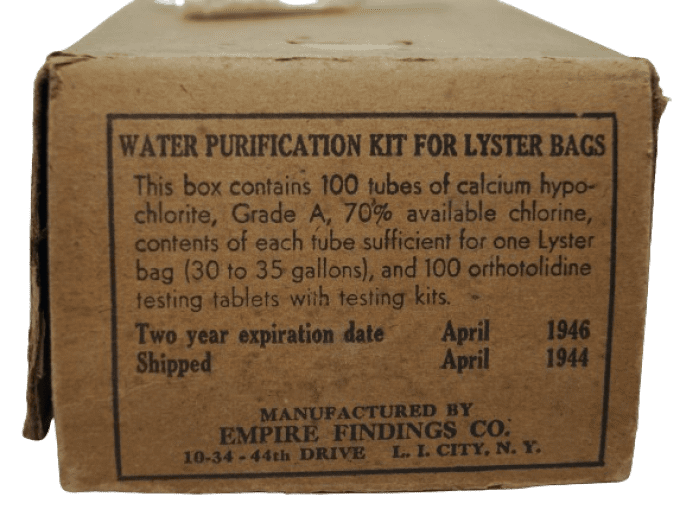 WATER PURIFICATION KIT FOR LYSTER BAGS
This box contains 100 tubes of calcium hypo-
chlorite, Grade A, 70% available chlorine,
contents of each tube sufficient for one Lyster
bag (30 to 35 gallons), and 100 orthotolidine
testing tablets with testing kits.
Two year expiration date April 1946
Shipped April 1944
MANUFACTURED BY
EMPIRE FINDINGS CO.
10-34 - 44th DRIVE L. I. CITY, N. Y.